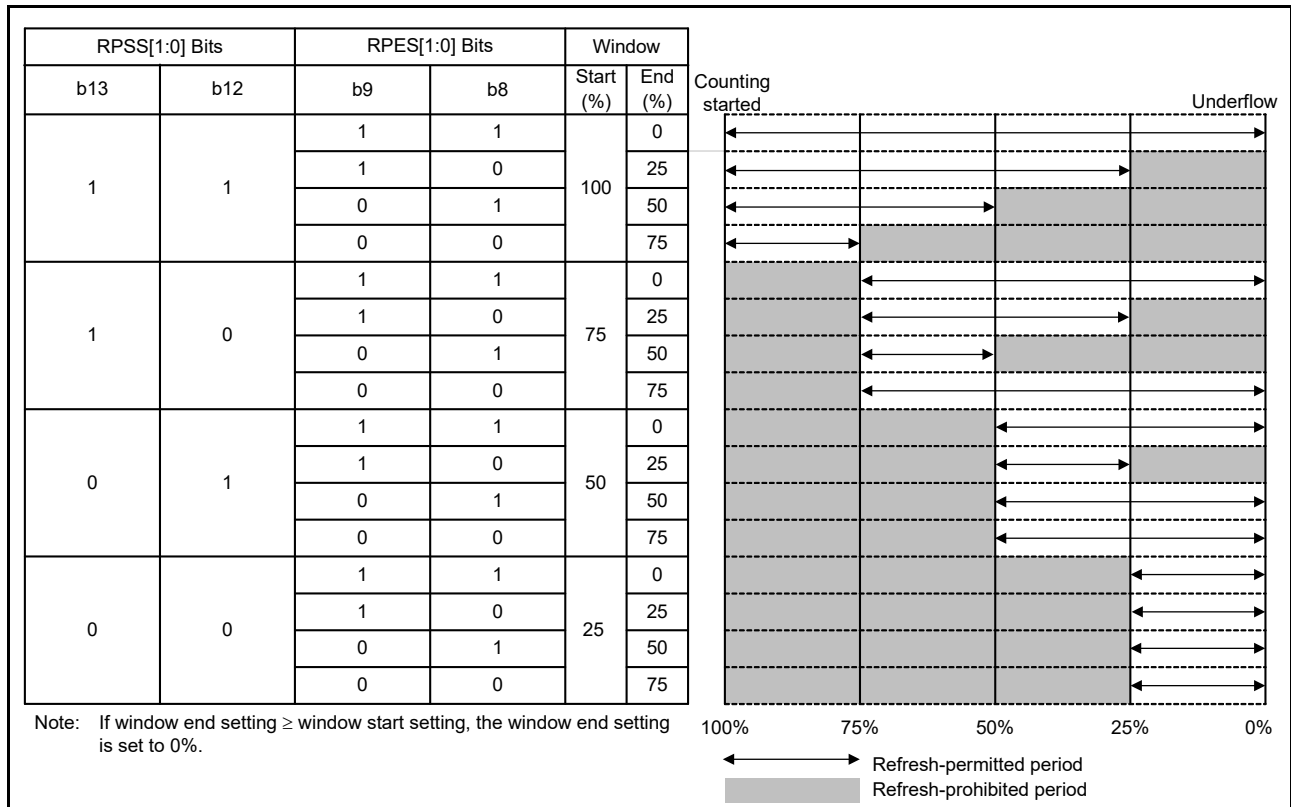 RPSS[1:0] Bits RPES[1:0] Bits Window
b13 b12 b9 b8 Start (%) End (%)
Counting started Underflow
1 1 1 1 100 0
1 0 25
0 1 50
0 0 75
1 0 1 1 75 0
1 0 25
0 1 50
0 0 75
0 1 1 1 50 0
1 0 25
0 1 50
0 0 75
0 0 1 1 25 0
1 0 25
0 1 50
0 0 75
Note: If window end setting ≥ window start setting, the window end setting
is set to 0%.
100% 75% 50% 25% 0%
Refresh-permitted period
Refresh-prohibited period